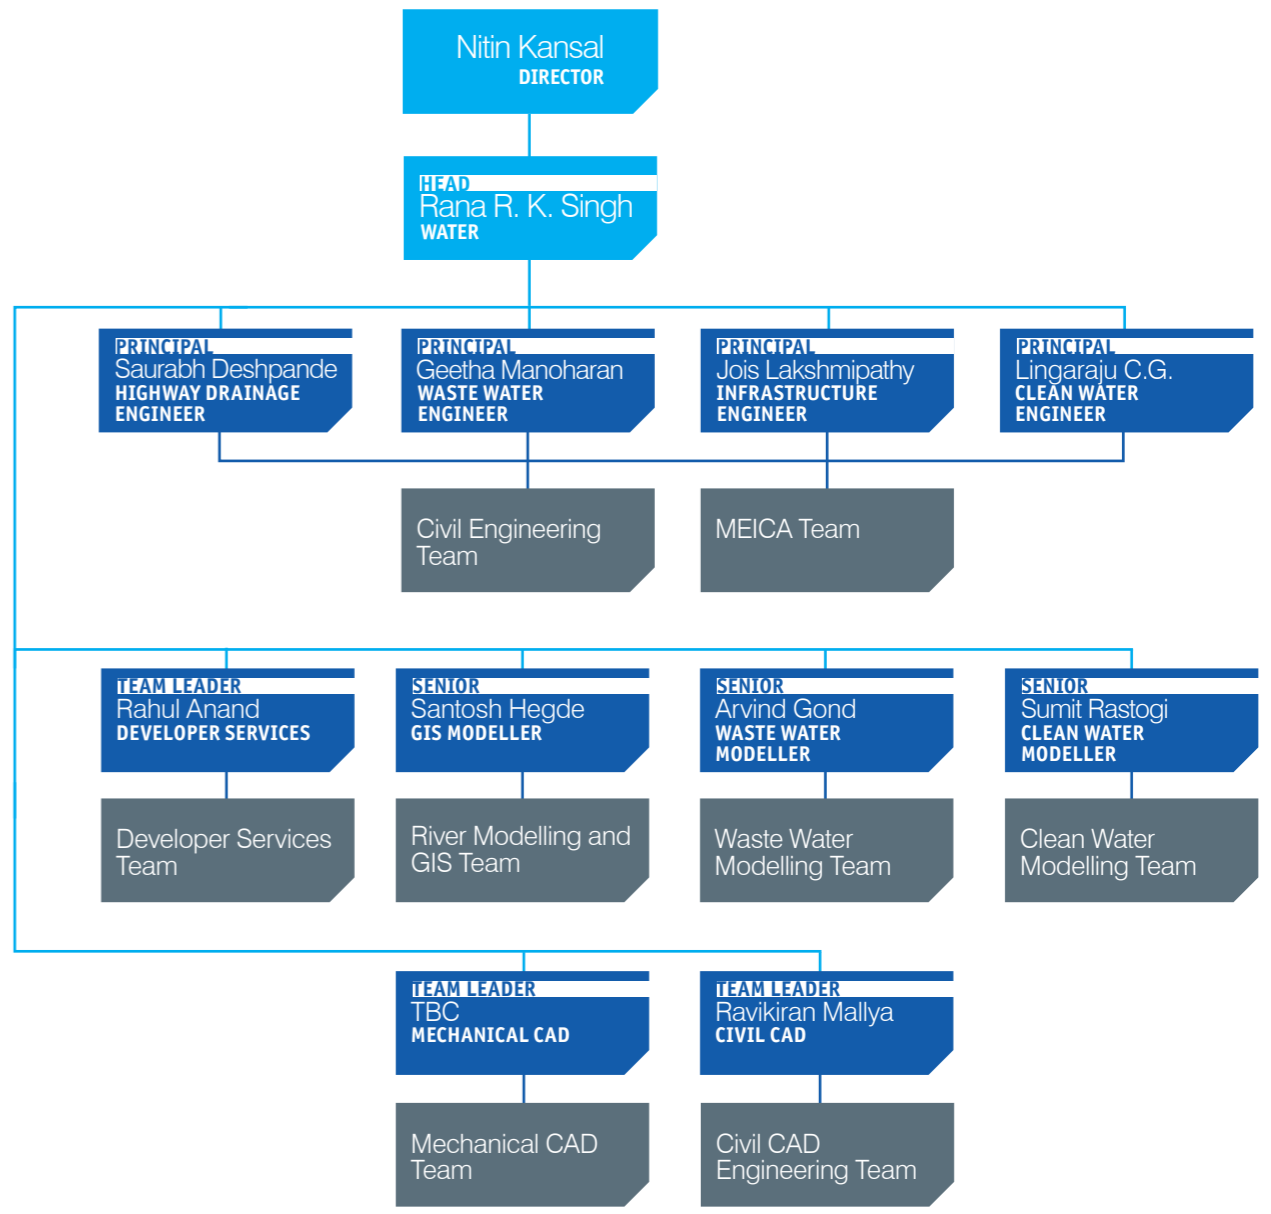 Nitin Kansal
DIRECTOR
HEAD
Rana R. K. Singh
WATER
PRINCIPAL
Saurabh Deshpande
HIGHWAY DRAINAGE
ENGINEER
PRINCIPAL
Geetha Manoharan
WASTE WATER
ENGINEER
PRINCIPAL
Jois Lakshmipathy
INFRASTRUCTURE
ENGINEER
PRINCIPAL
Lingaraju C.G.
CLEAN WATER
ENGINEER
Civil Engineering
Team
MEICA Team
TEAM LEADER
Rahul Anand
DEVELOPER SERVICES
SENIOR
Santosh Hegde
GIS MODELLER
SENIOR
Arvind Gond
WASTE WATER
MODELLER
SENIOR
Sumit Rastogi
CLEAN WATER
MODELLER
Developer Services
Team
River Modelling and
GIS Team
Waste Water
Modelling Team
Clean Water
Modelling Team
TEAM LEADER
TBC
MECHANICAL CAD
TEAM LEADER
Ravikiran Mallya
CIVIL CAD
Mechanical CAD
Team
Civil CAD
Engineering Team